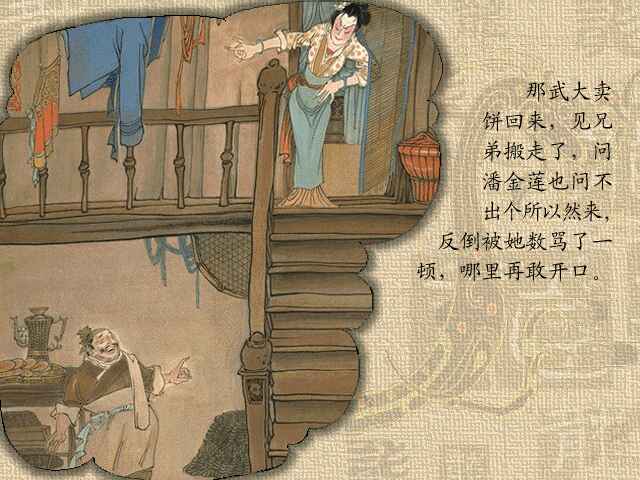 那武大卖
饼回来，见兄
弟搬走了，问
潘金莲也问不
出个所以然来，
反倒被她数骂了一
顿，哪里再敢开口。